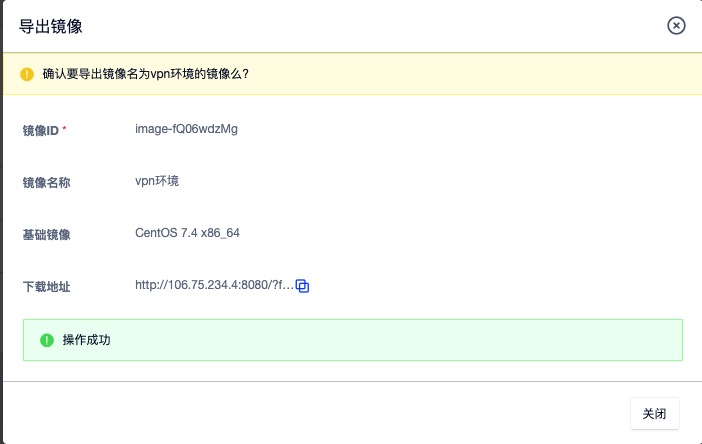 导出镜像
确认要导出镜像名为vpn环境的镜像么?
镜像ID * image-fQ06wdzMg
镜像名称 vpn环境
基础镜像 CentOS 7.4 x86_64
下载地址 http://106.75.234.4:8080/?f...
操作成功
关闭